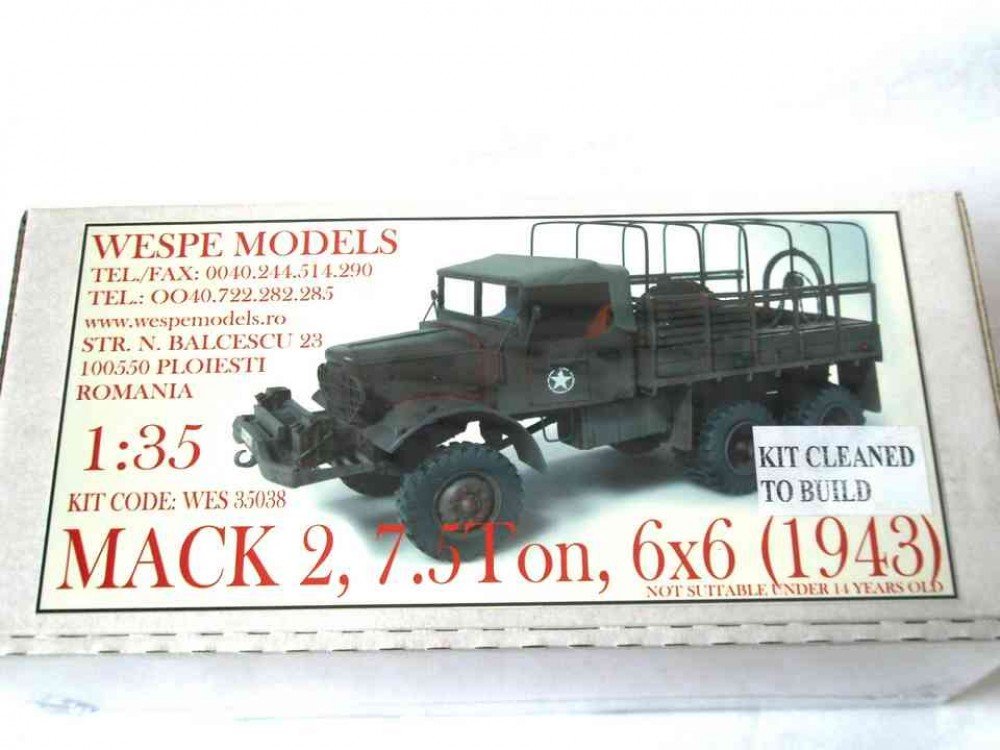 WESPE MODELS
TEL./FAX: 0040.244.514.290
TEL.: OO40.722.282.285
www.wespemodels.ro
STR. N. BALCESCU 23
100550 PLOIESTI
ROMANIA
1:35
KIT CODE: WES 35038
KIT CLEANED
TO BUILD
MACK 2, 7.5Ton, 6x6 (1943)
NOT SUITABLE UNDER 14 YEARS OLD